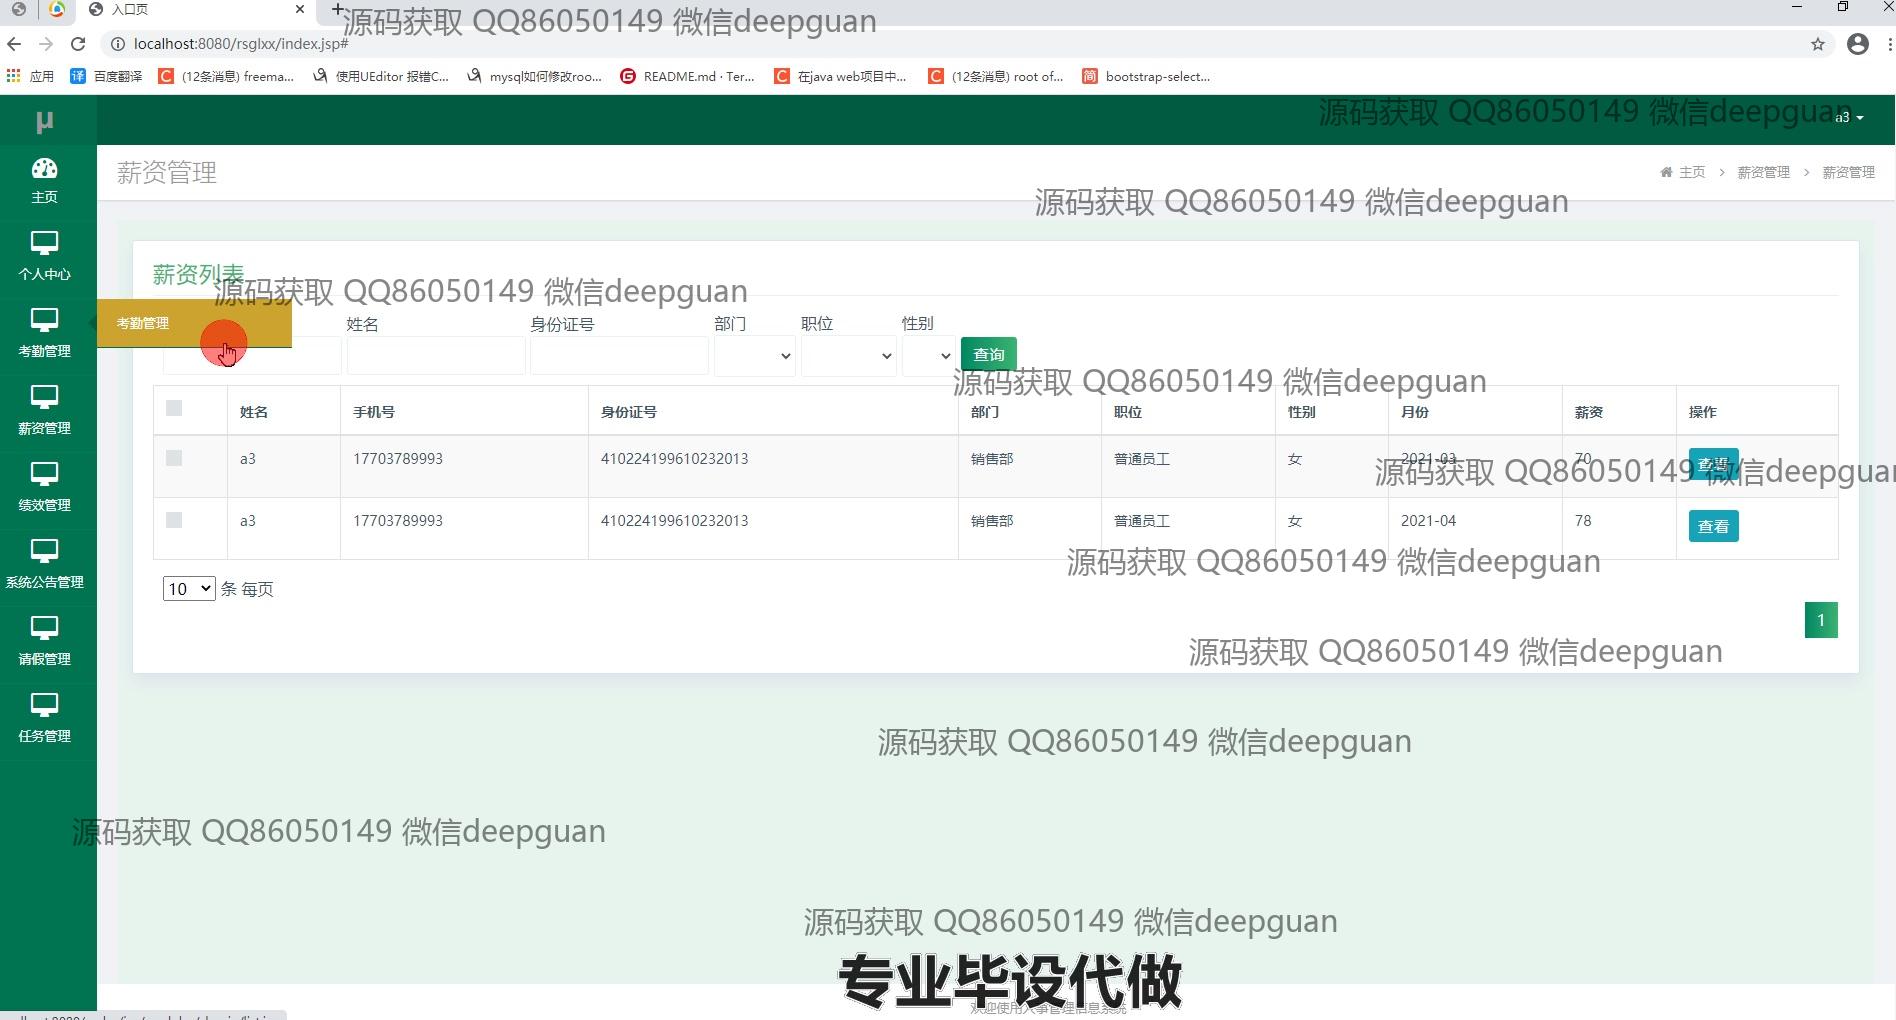 入口页
源码获取 QQ86050149 微信deepguan
localhost:8080/rsglxx/index.jsp#
应用 百度翻译 (12条消息) freema... 使用UEditor 报错C... mysql如何修改roo... README.md · Ter... 在java web项目中... (12条消息) root of... bootstrap-select...
μ
源码获取 QQ86050149 微信deepguan
a3
主页
薪资管理
主页 > 薪资管理 > 薪资管理
源码获取 QQ86050149 微信deepguan
个人中心
薪资列表
源码获取 QQ86050149 微信deepguan
考勤管理
考勤管理
姓名 身份证号 部门 职位 性别
查询
源码获取 QQ86050149 微信deepguan
姓名 手机号 身份证号 部门 职位 性别 月份 薪资 操作
薪资管理
a3 17703789993 410224199610232013 销售部 普通员工 女 2021-03 70 查看
源码获取 QQ86050149 微信deepguan
绩效管理
a3 17703789993 410224199610232013 销售部 普通员工 女 2021-04 78 查看
源码获取 QQ86050149 微信deepguan
系统公告管理
10 条 每页
1
源码获取 QQ86050149 微信deepguan
请假管理
任务管理
源码获取 QQ86050149 微信deepguan
源码获取 QQ86050149 微信deepguan
源码获取 QQ86050149 微信deepguan
专业毕设代做
欢迎使用人事管理信息系统